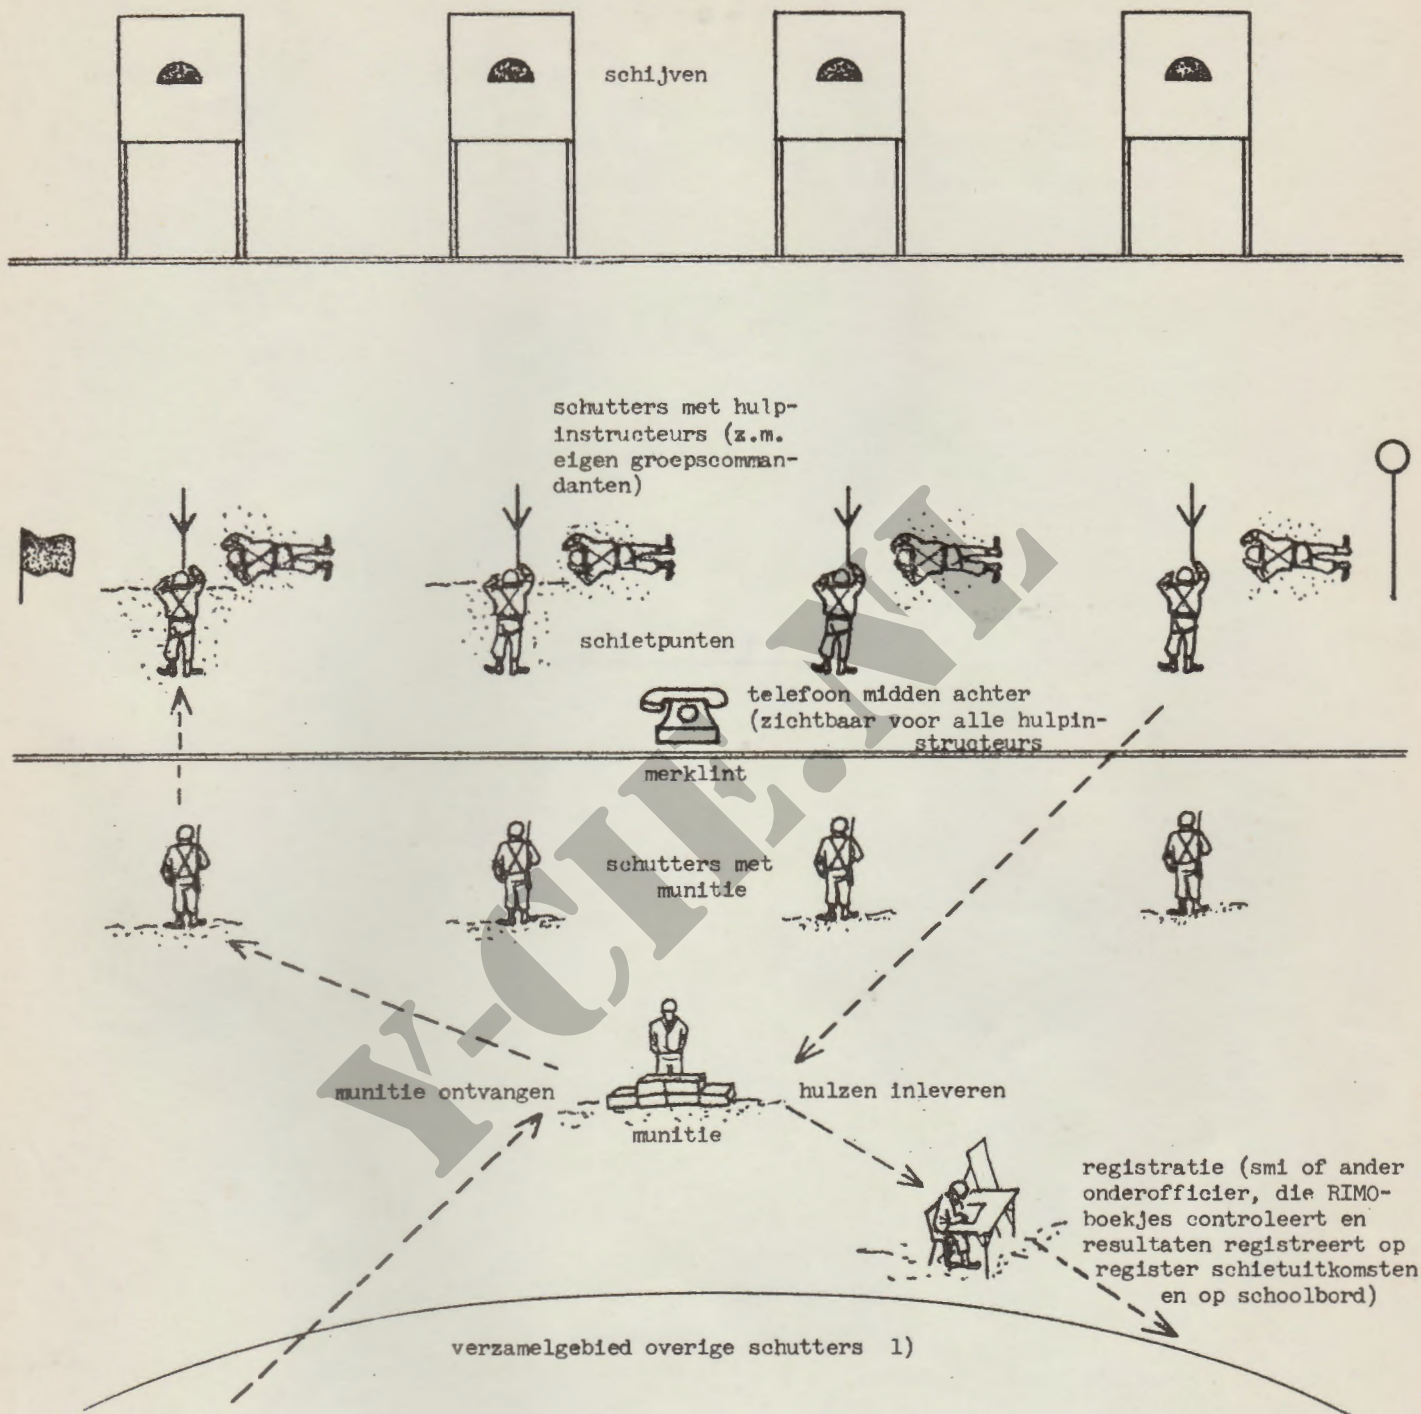 schijven
schutters met hulp-
instructeurs (z.m.
eigen groepscomman-
danten)
schietpunten
telefoon midden achter
(zichtbaar voor alle hulpin-
structeurs
merklint
schutters met
munitie
munitie ontvangen
hulzen inleveren
munitie
registratie (smi of ander
onderofficier, die RIMO-
boekjes controleert en
resultaten registreert op
register schietuitkomsten
en op schoolbord)
verzamelgebied overige schutters 1)
Y-CIE.NL